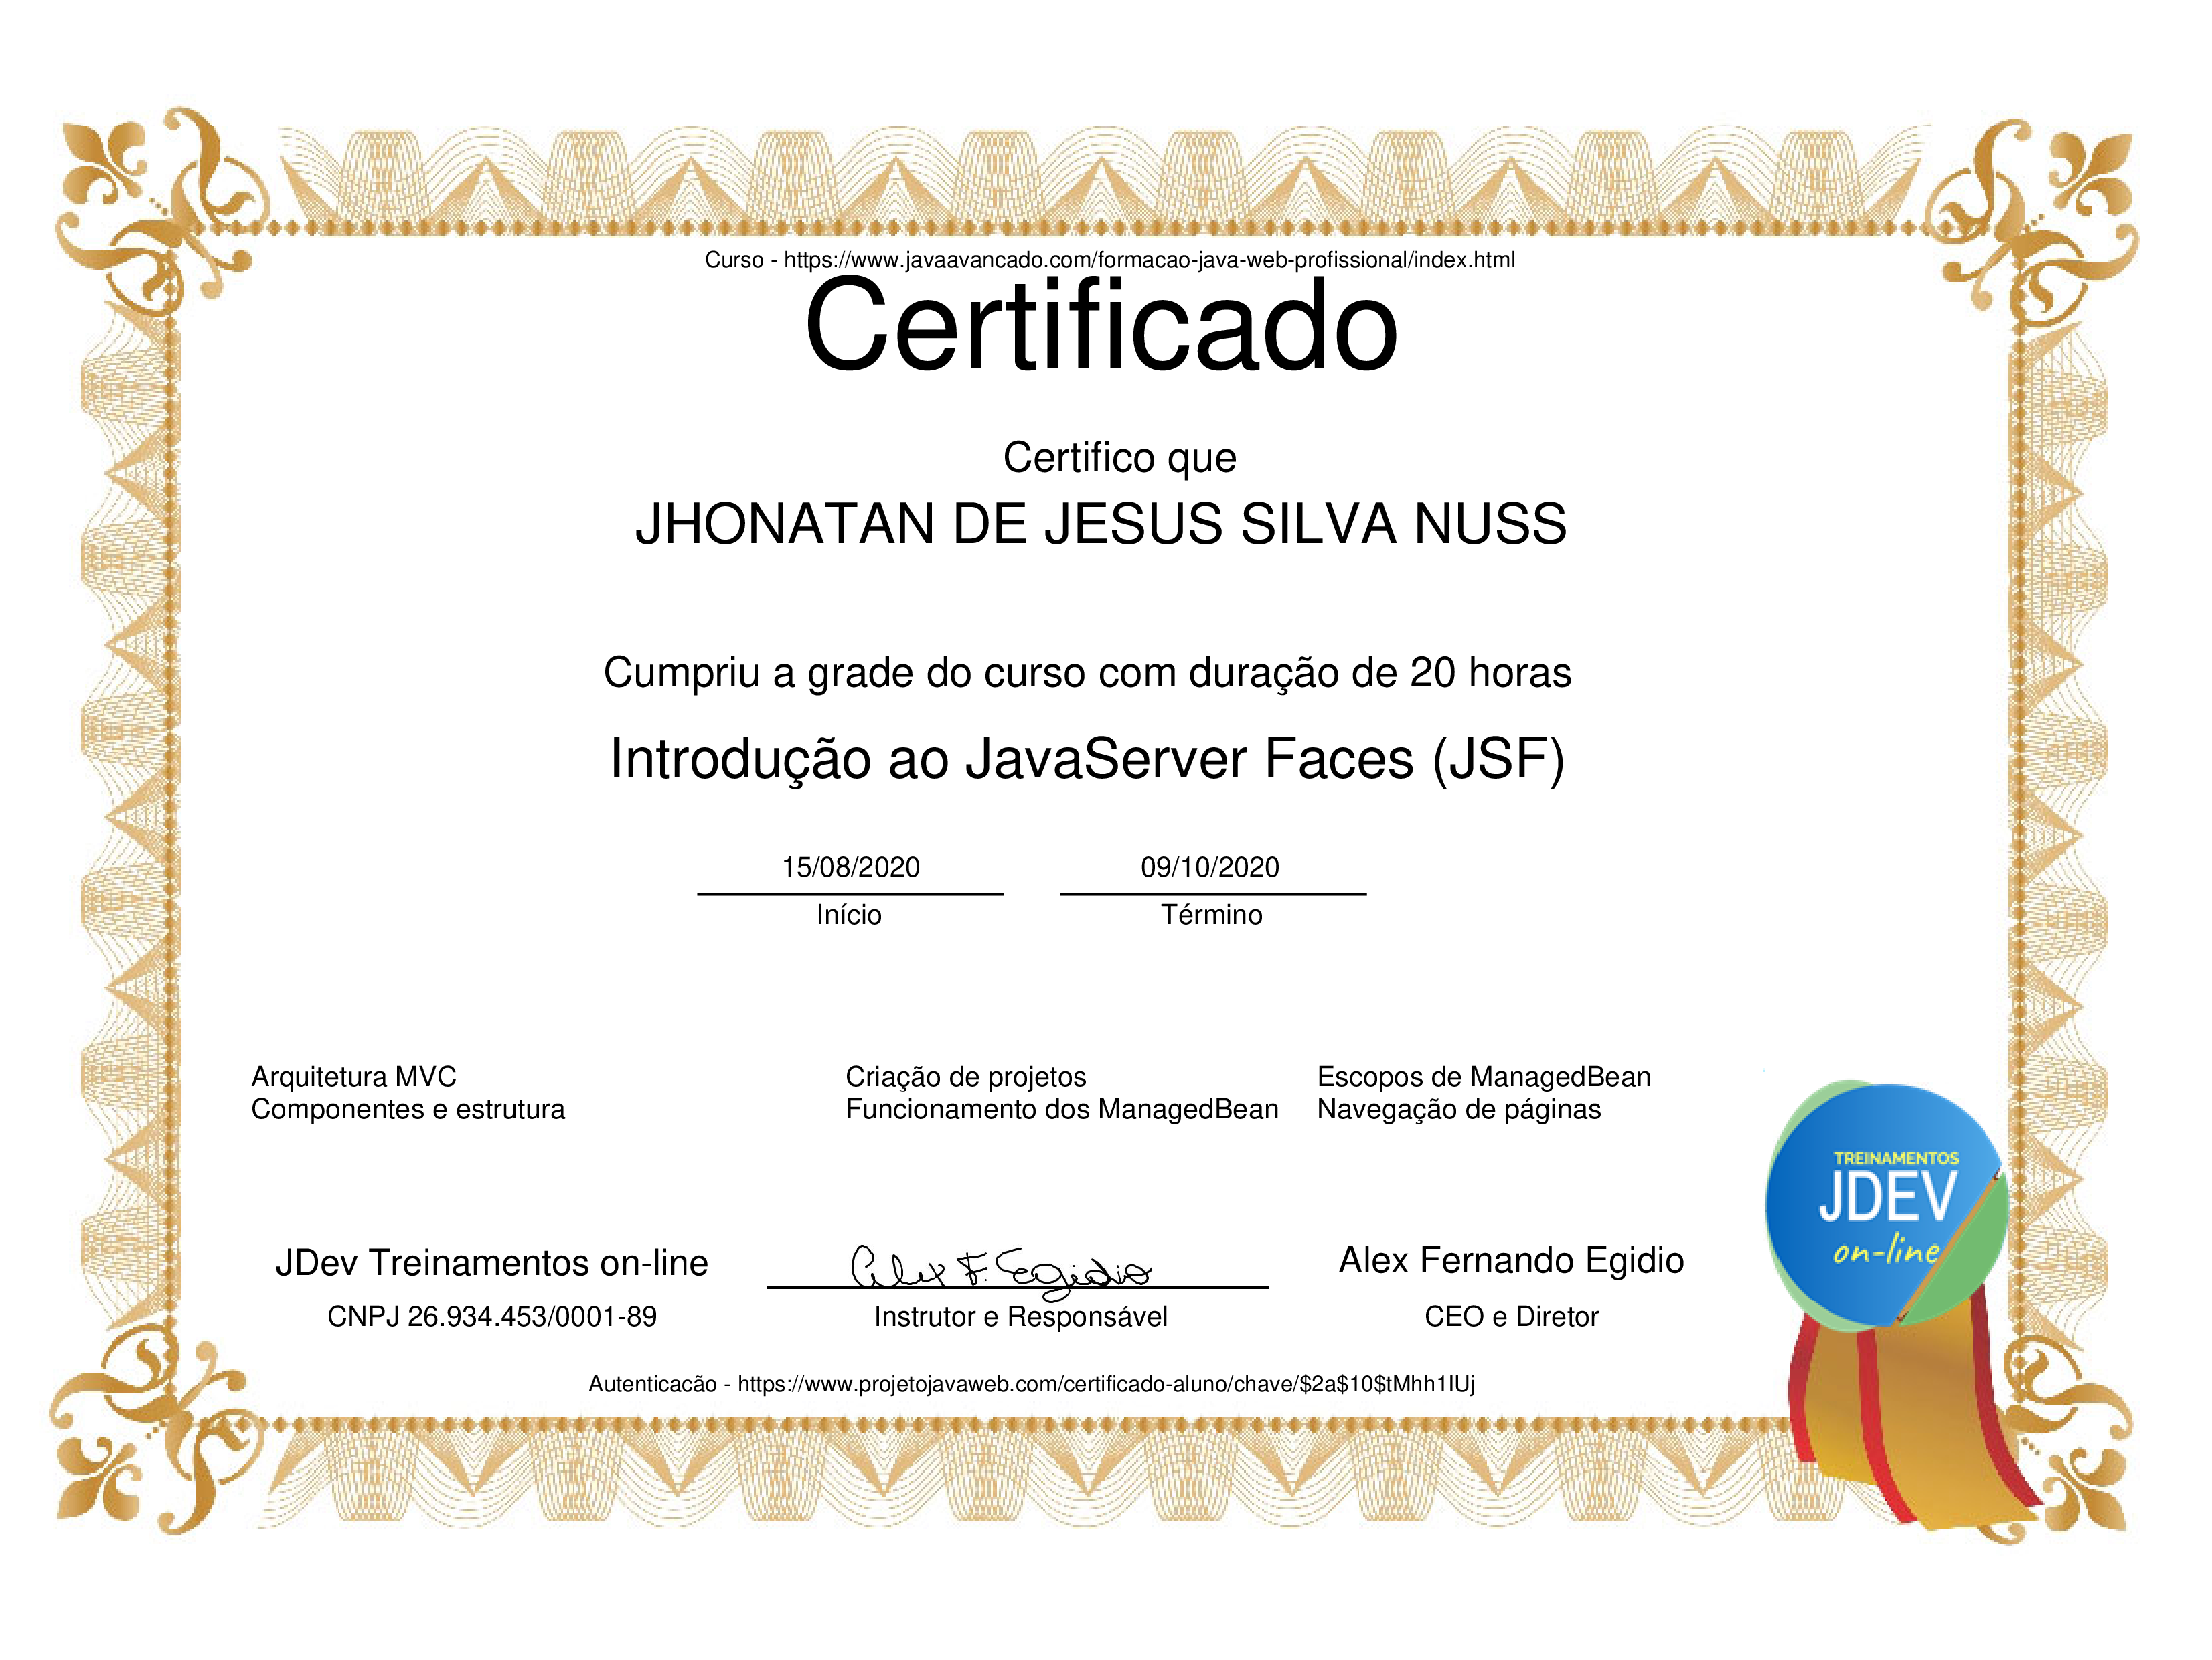 Curso - https://www.javaavancado.com/formacao-java-web-profissional/index.html
Certificado
Certifico que
JHONATAN DE JESUS SILVA NUSS
Cumpriu a grade do curso com duração de 20 horas
Introdução ao JavaServer Faces (JSF)
15/08/2020 09/10/2020
Início Término
Arquitetura MVC Criação de projetos Escopos de ManagedBean
Componentes e estrutura Funcionamento dos ManagedBean Navegação de páginas
TREINAMENTOS
JDEV
on-line
JDev Treinamentos on-line Alex F. Egidio Alex Fernando Egidio
CNPJ 26.934.453/0001-89 Instrutor e Responsável CEO e Diretor
Autenticacão - https://www.projetojavaweb.com/certificado-aluno/chave/$2a$10$tMhh1IUj